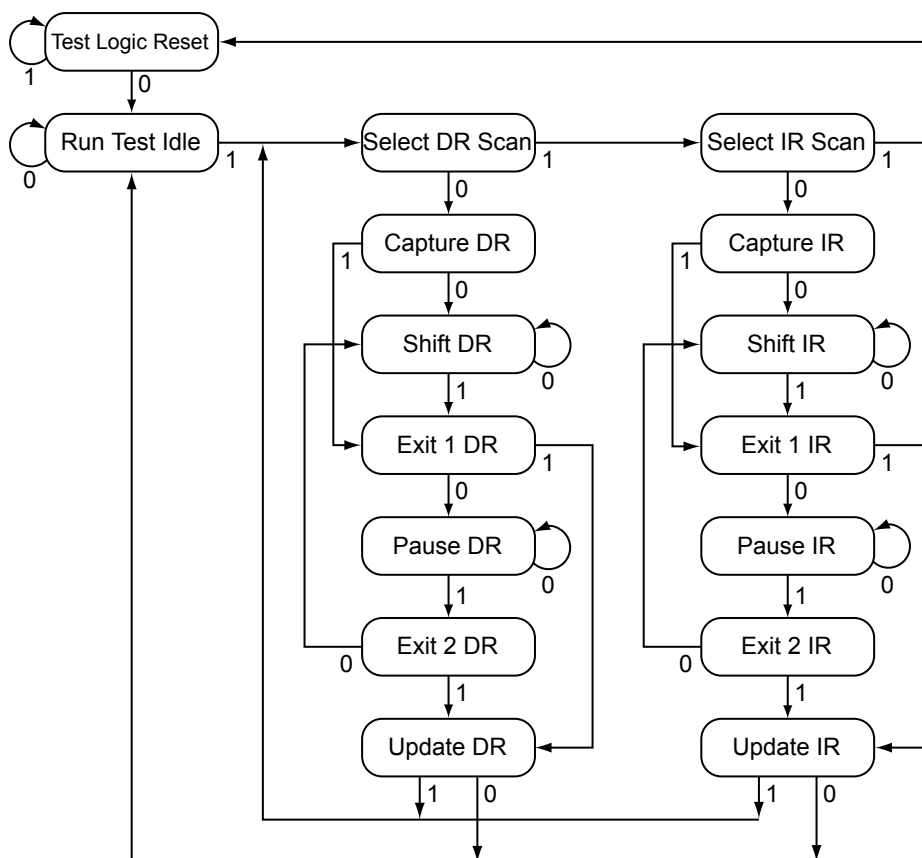 Test Logic Reset
1
0
Run Test Idle
0
1
Select DR Scan
1
Select IR Scan
1
0
0
Capture DR
1
0
Capture IR
1
0
Shift DR
0
1
Shift IR
0
1
Exit 1 DR
1
0
Exit 1 IR
1
0
Pause DR
0
1
Pause IR
0
1
Exit 2 DR
0
1
Exit 2 IR
0
1
Update DR
1
0
Update IR
1
0